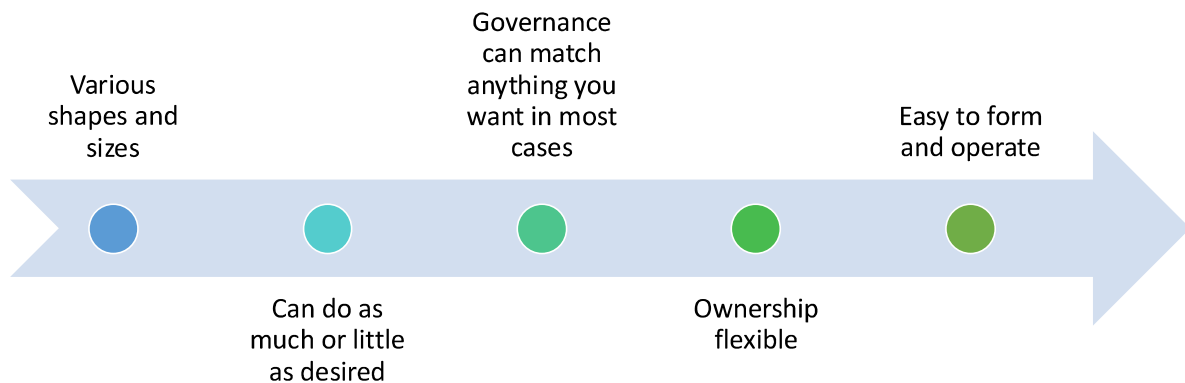 Various
shapes and
sizes
Can do as
much or little
as desired
Governance
can match
anything you
want in most
cases
Ownership
flexible
Easy to form
and operate